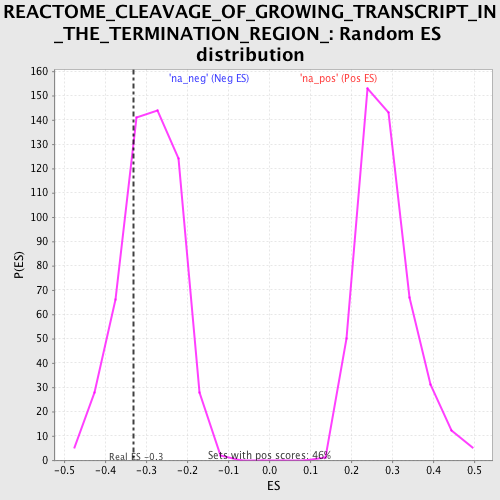 REACTOME_CLEAVAGE_OF_GROWING_TRANSCRIPT_IN
_THE_TERMINATION_REGION_: Random ES
distribution
'na_neg' (Neg ES)
'na_pos' (Pos ES)
160
150
140
130
120
110
100
90
80
70
60
50
40
30
20
10
0
P(ES)
Real ES -0.3
Sets with pos scores: 46%
-0.5 -0.4 -0.3 -0.2 -0.1 0.0 0.1 0.2 0.3 0.4 0.5
ES